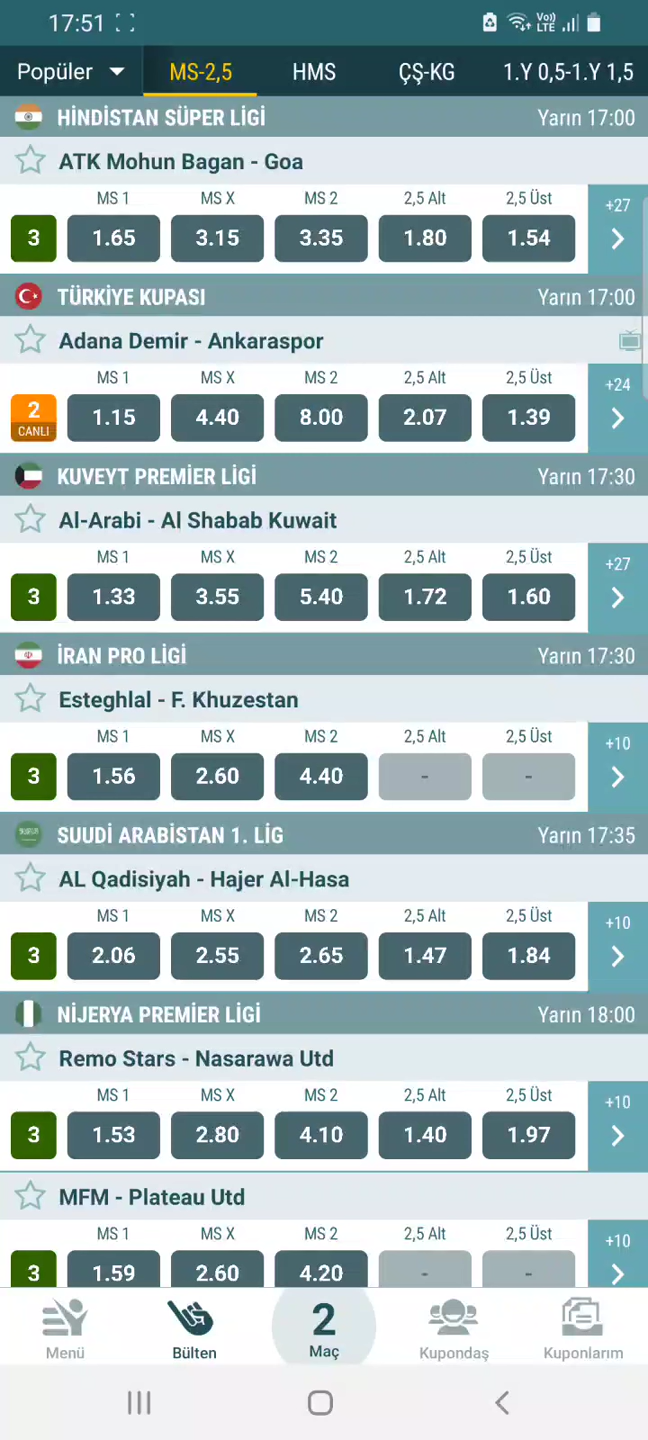 17:51
Vo)) LTE
Popüler MS-2,5 HMS ÇŞ-KG 1.Y 0,5-1.Y 1,5
HİNDİSTAN SÜPER LİGİ Yarın 17:00
ATK Mohun Bagan - Goa
MS 1 MS X MS 2 2,5 Alt 2,5 Üst +27
3 1.65 3.15 3.35 1.80 1.54
TÜRKİYE KUPASI Yarın 17:00
Adana Demir - Ankaraspor
MS 1 MS X MS 2 2,5 Alt 2,5 Üst +24
2 CANLI 1.15 4.40 8.00 2.07 1.39
KUVEYT PREMİER LİGİ Yarın 17:30
Al-Arabi - Al Shabab Kuwait
MS 1 MS X MS 2 2,5 Alt 2,5 Üst +27
3 1.33 3.55 5.40 1.72 1.60
İRAN PRO LİGİ Yarın 17:30
Esteghlal - F. Khuzestan
MS 1 MS X MS 2 2,5 Alt 2,5 Üst +10
3 1.56 2.60 4.40 - -
SUUDİ ARABİSTAN 1. LİG Yarın 17:35
AL Qadisiyah - Hajer Al-Hasa
MS 1 MS X MS 2 2,5 Alt 2,5 Üst +10
3 2.06 2.55 2.65 1.47 1.84
NİJERYA PREMİER LİGİ Yarın 18:00
Remo Stars - Nasarawa Utd
MS 1 MS X MS 2 2,5 Alt 2,5 Üst +10
3 1.53 2.80 4.10 1.40 1.97
MFM - Plateau Utd
MS 1 MS X MS 2 2,5 Alt 2,5 Üst +10
3 1.59 2.60 4.20 - -
2
Menü Bülten Maç Kupondaş Kuponlarım